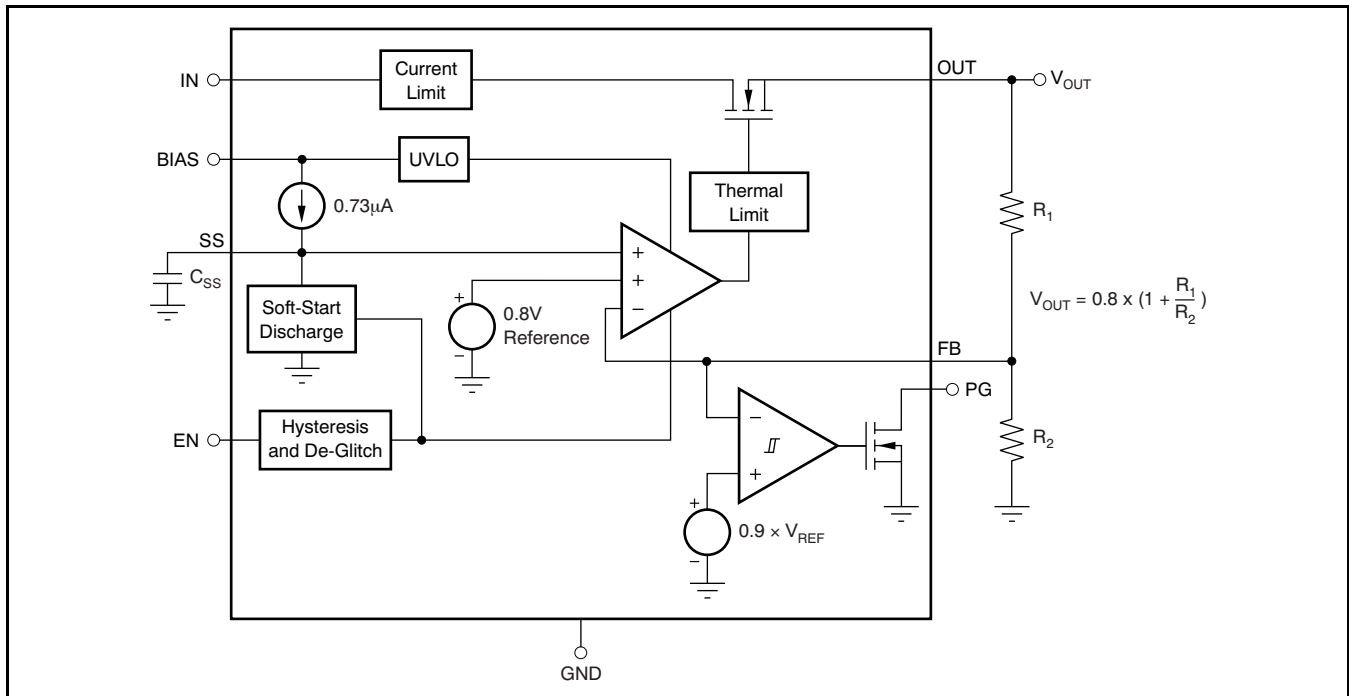 IN
Current
Limit
OUT
V_OUT
BIAS
UVLO
0.73µA
Thermal
Limit
R_1
SS
C_SS
+
+
−
Soft-Start
Discharge
+
−
0.8V
Reference
V_OUT = 0.8 x (1 + R_1/R_2)
FB
PG
EN
Hysteresis
and De-Glitch
−
+
R_2
+
−
0.9 × V_REF
GND